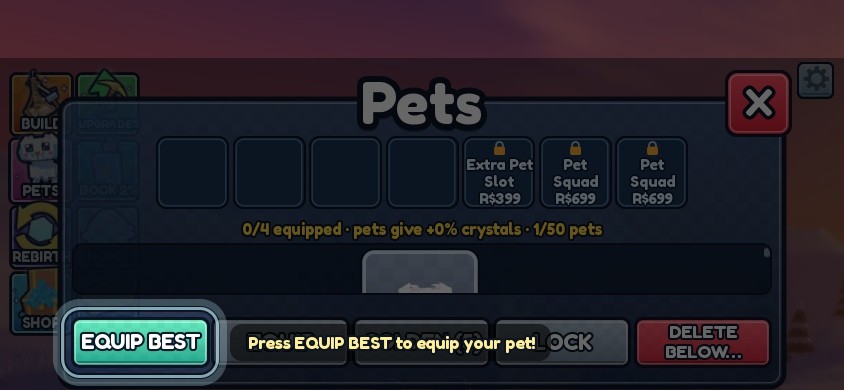 Pets
BUILD
UPGRADES
PETS
REBIRTH
SHOP
Extra Pet
Slot
R$399
Pet
Squad
R$699
Pet
Squad
R$699
0/4 equipped · pets give +0% crystals · 1/50 pets
EQUIP BEST
Press EQUIP BEST to equip your pet!
LOCK
DELETE
BELOW...